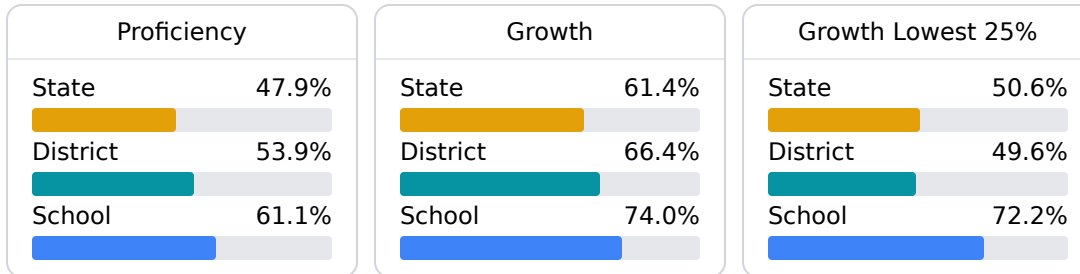 Proficiency
State 47.9%
District 53.9%
School 61.1%
Growth
State 61.4%
District 66.4%
School 74.0%
Growth Lowest 25%
State 50.6%
District 49.6%
School 72.2%